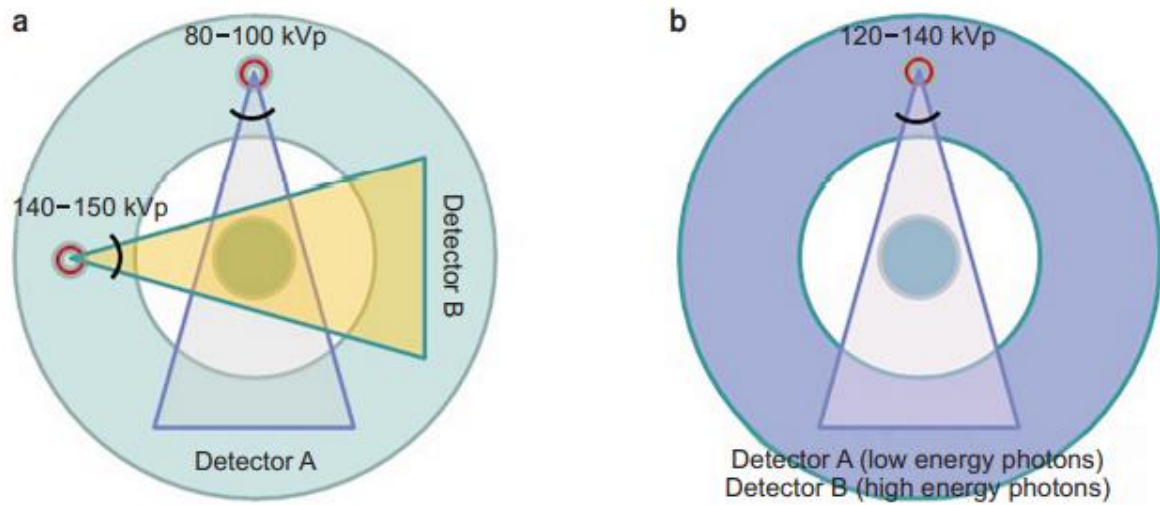 a
80–100 kVp
140–150 kVp
Detector B
Detector A
b
120–140 kVp
Detector A (low energy photons)
Detector B (high energy photons)